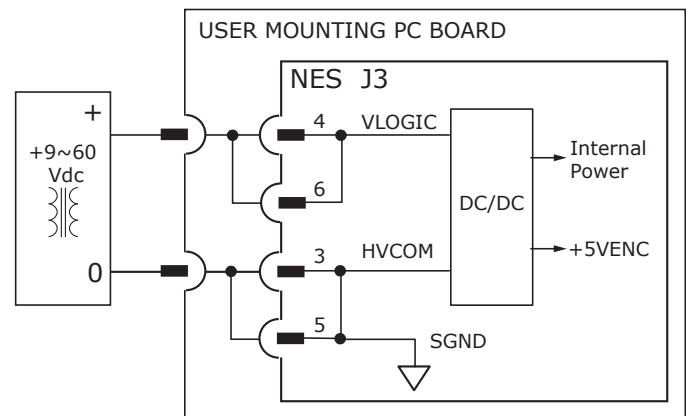 USER MOUNTING PC BOARD
NES J3
+
+9~60
Vdc
0
4
VLOGIC
6
3
HVCOM
5
SGND
DC/DC
Internal
Power
+5VENC